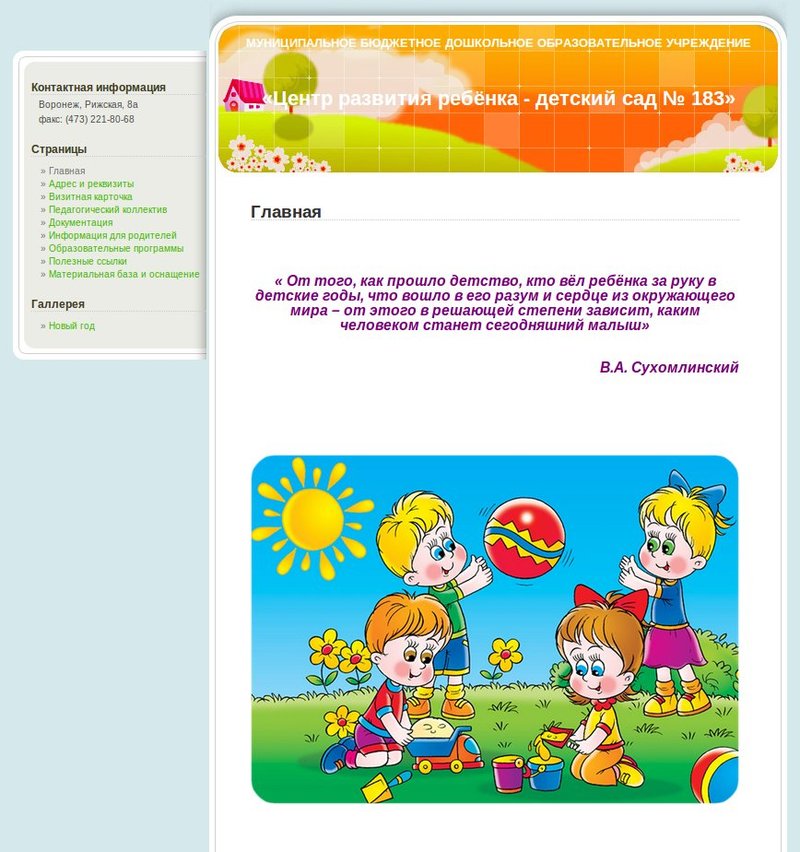 МУНИЦИПАЛЬНОЕ БЮДЖЕТНОЕ ДОШКОЛЬНОЕ ОБРАЗОВАТЕЛЬНОЕ УЧРЕЖДЕНИЕ
«Центр развития ребёнка - детский сад № 183»
Контактная информация
Воронеж, Рижская, 8а
факс: (473) 221-80-68
Страницы
» Главная
» Адрес и реквизиты
» Визитная карточка
» Педагогический коллектив
» Документация
» Информация для родителей
» Образовательные программы
» Полезные ссылки
» Материальная база и оснащение
Галлерея
» Новый год
Главная
« От того, как прошло детство, кто вёл ребёнка за руку в
детские годы, что вошло в его разум и сердце из окружающего
мира – от этого в решающей степени зависит, каким
человеком станет сегодняшний малыш»
В.А. Сухомлинский